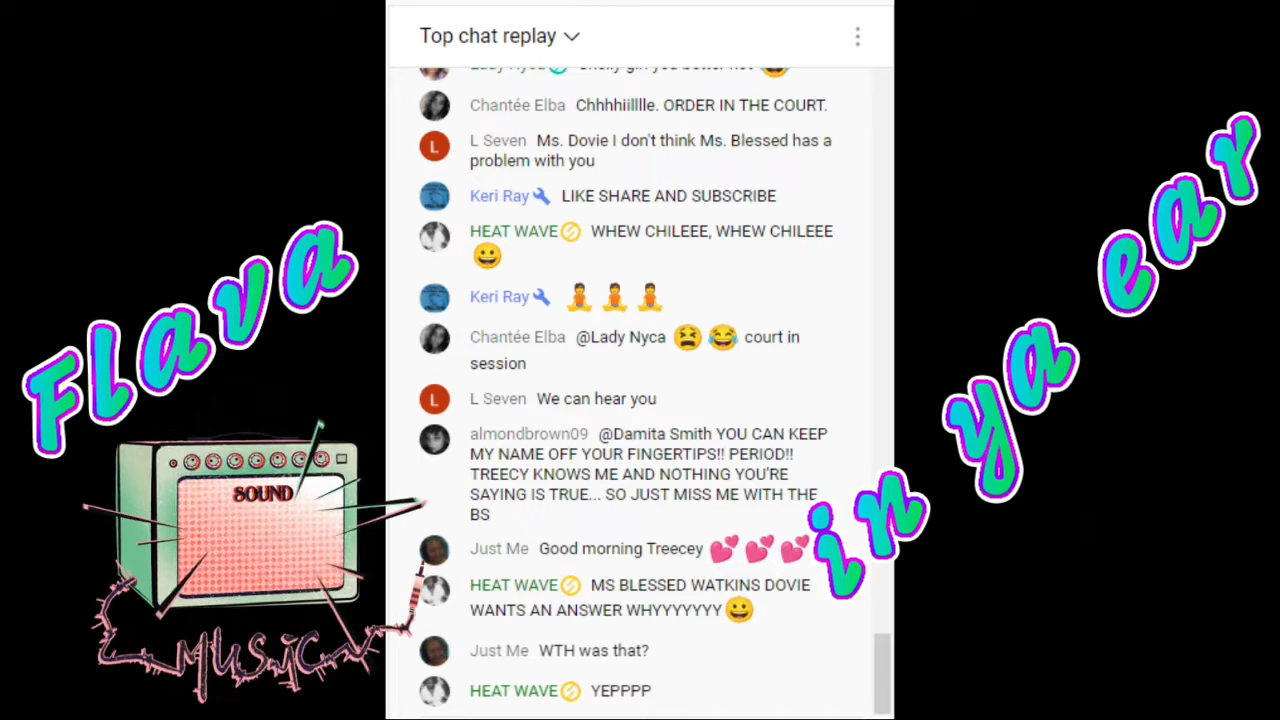 Top chat replay
Chantée Elba Chhhhiilllle. ORDER IN THE COURT.
L Seven Ms. Dovie I don't think Ms. Blessed has a
problem with you
L
Keri Ray LIKE SHARE AND SUBSCRIBE
HEAT WAVE WHEW CHILEEE, WHEW CHILEEE
😀
Keri Ray 🧘🧘🧘
Chantée Elba @Lady Nyca 😫 😂 court in
session
L Seven We can hear you
L
almondbrown09 @Damita Smith YOU CAN KEEP
MY NAME OFF YOUR FINGERTIPS!! PERIOD!!
TREECY KNOWS ME AND NOTHING YOU'RE
SAYING IS TRUE... SO JUST MISS ME WITH THE
BS
Just Me Good morning Treecey 💕 💕 💕
HEAT WAVE MS BLESSED WATKINS DOVIE
WANTS AN ANSWER WHYYYYYYY 😀
Just Me WTH was that?
HEAT WAVE YEPPPP
Flava
in ya ear
SOUND
MUSIC